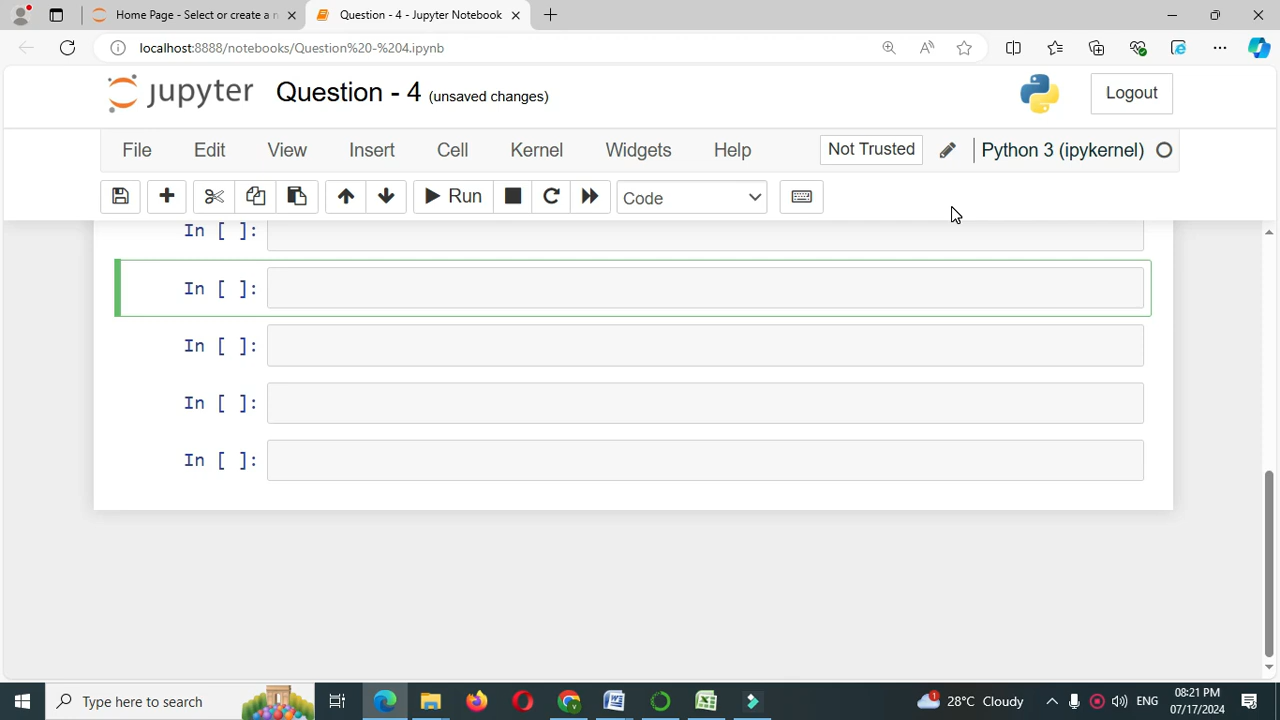 Home Page - Select or create a n
Question - 4 - Jupyter Notebook
localhost:8888/notebooks/Question%20-%204.ipynb
jupyter Question - 4 (unsaved changes)
Logout
File Edit View Insert Cell Kernel Widgets Help Not Trusted Python 3 (ipykernel)
Run Code
In [ ]:
In [ ]:
In [ ]:
In [ ]:
In [ ]:
Type here to search
1 28°C Cloudy ENG
08:21 PM
07/17/2024